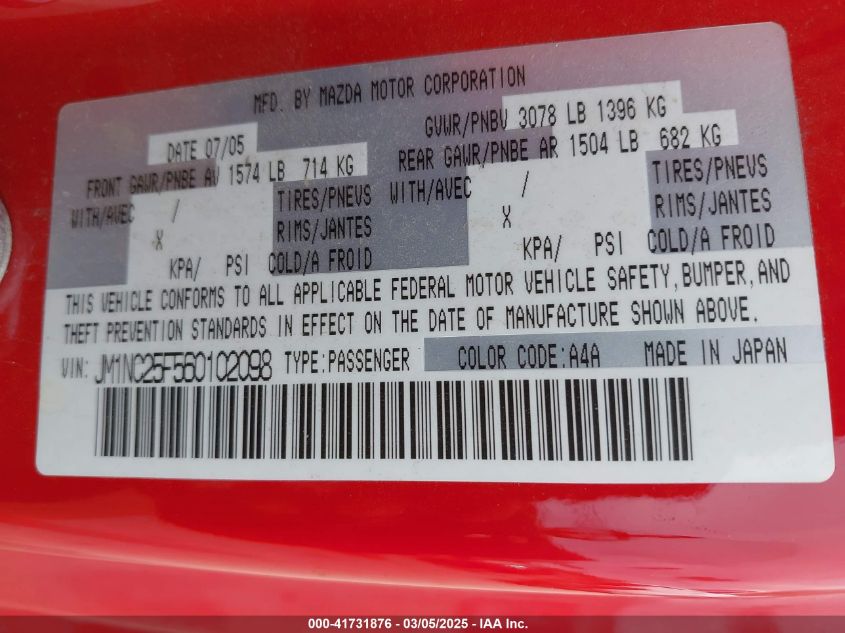 MFD. BY MAZDA MOTOR CORPORATION
DATE 07/05 GVWR/PNBV 3078 LB 1396 KG
FRONT GAWR/PNBE AV 1574 LB 714 KG REAR GAWR/PNBE AR 1504 LB 682 KG
WITH/AVEC / TIRES/PNEUS WITH/AVEC / TIRES/PNEVS
X RIMS/JANTES X RIMS/JANTES
KPA/ PSI COLD/A FROID KPA/ PSI COLD/A FROID
THIS VEHICLE CONFORMS TO ALL APPLICABLE FEDERAL MOTOR VEHICLE SAFETY, BUMPER, AND
THEFT PREVENTION STANDARDS IN EFFECT ON THE DATE OF MANUFACTURE SHOWN ABOVE.
VIN: JM1NC25F560102098 TYPE:PASSENGER COLOR CODE:A4A MADE IN JAPAN
000-41731876 - 03/05/2025 - IAA Inc.